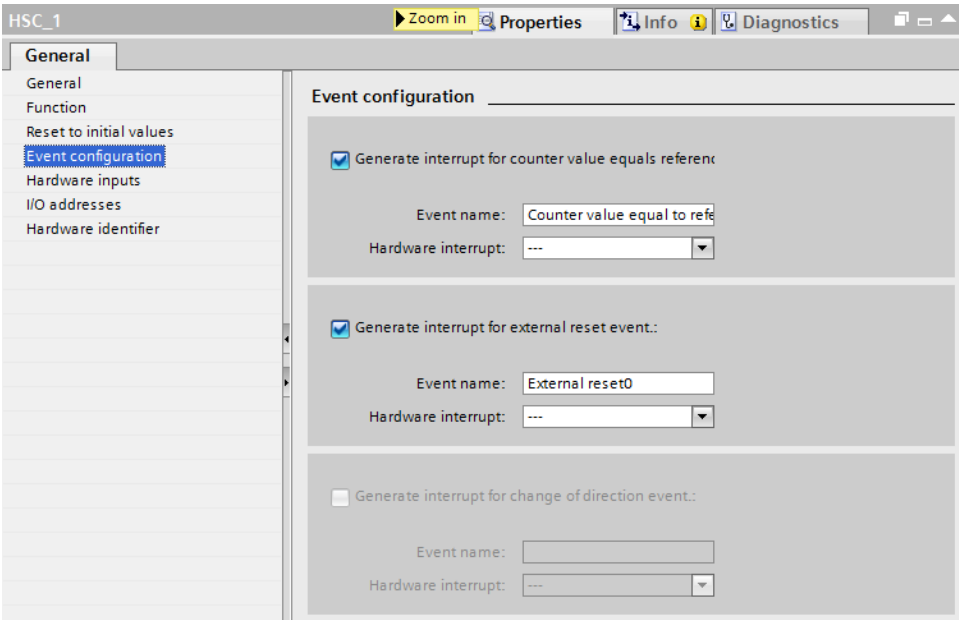 HSC_1
Zoom in
Properties
Info
Diagnostics
General
General
Function
Reset to initial values
Event configuration
Hardware inputs
I/O addresses
Hardware identifier
Event configuration
Generate interrupt for counter value equals referenc
Event name: Counter value equal to refe
Hardware interrupt: ---
Generate interrupt for external reset event.:
Event name: External reset0
Hardware interrupt: ---
Generate interrupt for change of direction event.:
Event name:
Hardware interrupt: ---